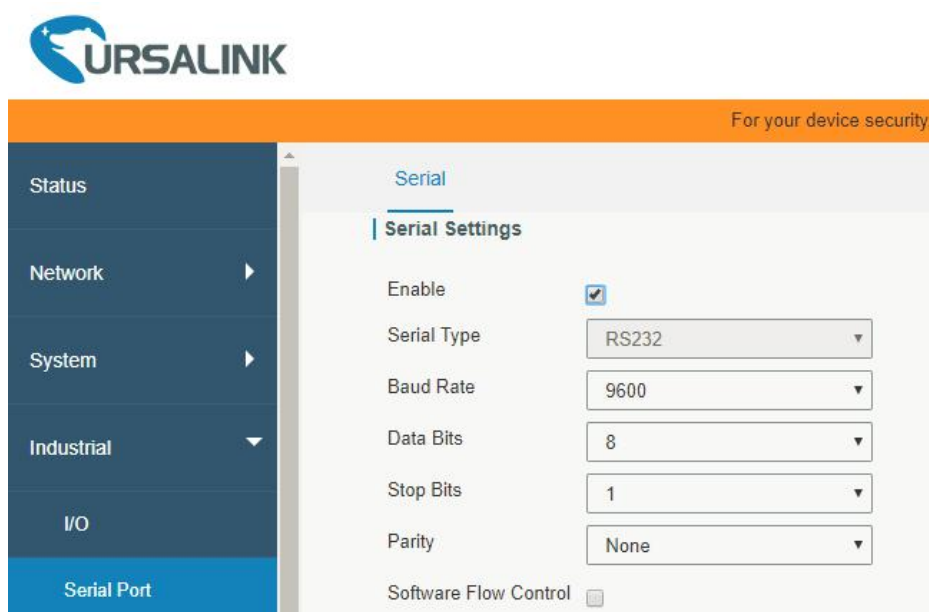 URSALINK
For your device security
Status
Network
System
Industrial
I/O
Serial Port
Serial
Serial Settings
Enable
Serial Type RS232
Baud Rate 9600
Data Bits 8
Stop Bits 1
Parity None
Software Flow Control